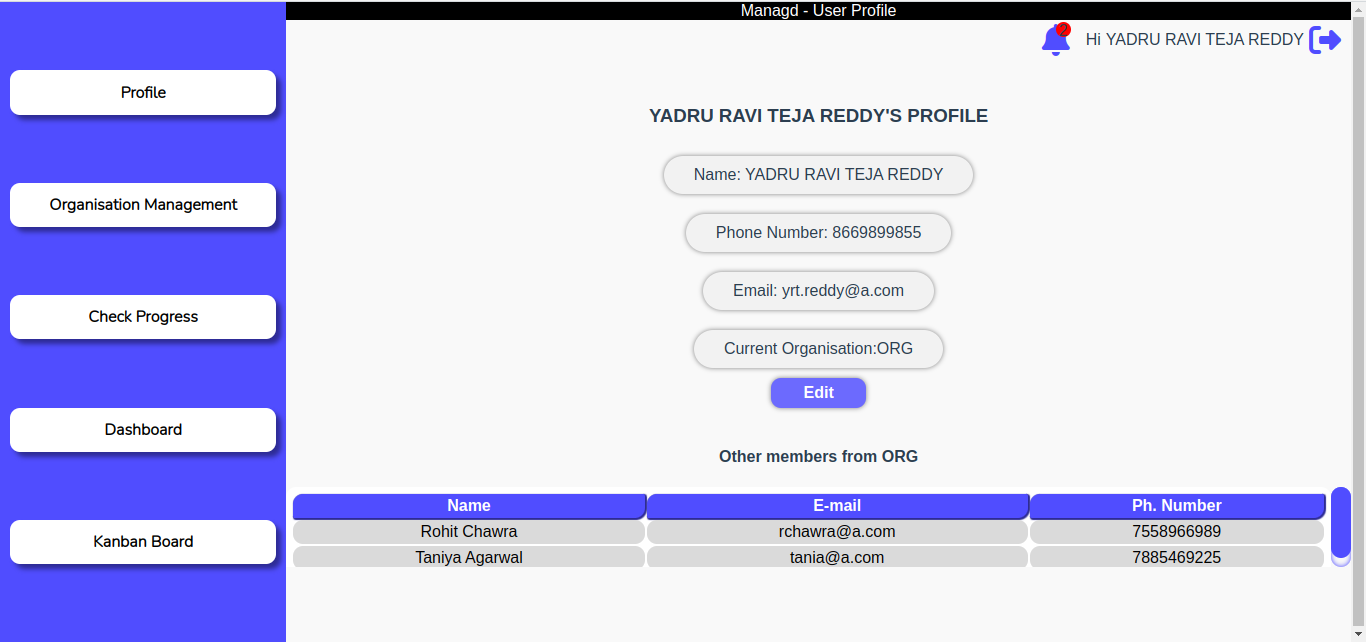 Managd - User Profile
2
Hi YADRU RAVI TEJA REDDY
Profile
Organisation Management
Check Progress
Dashboard
Kanban Board
YADRU RAVI TEJA REDDY'S PROFILE
Name: YADRU RAVI TEJA REDDY
Phone Number: 8669899855
Email: yrt.reddy@a.com
Current Organisation:ORG
Edit
Other members from ORG
Name E-mail Ph. Number
Rohit Chawra rchawra@a.com 7558966989
Taniya Agarwal tania@a.com 7885469225